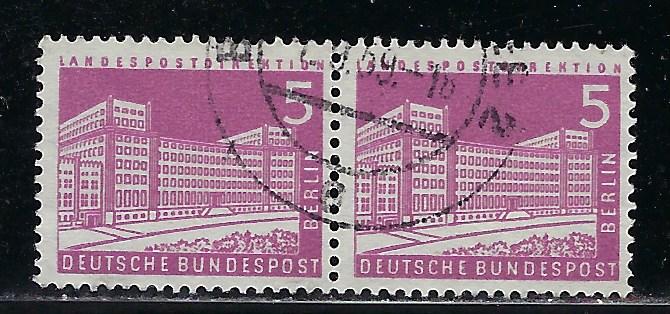 LANDESPOSTDIREKTION
5
BERLIN
DEUTSCHE BUNDESPOST
LANDESPOSTDIREKTION
5
BERLIN
DEUTSCHE BUNDESPOST